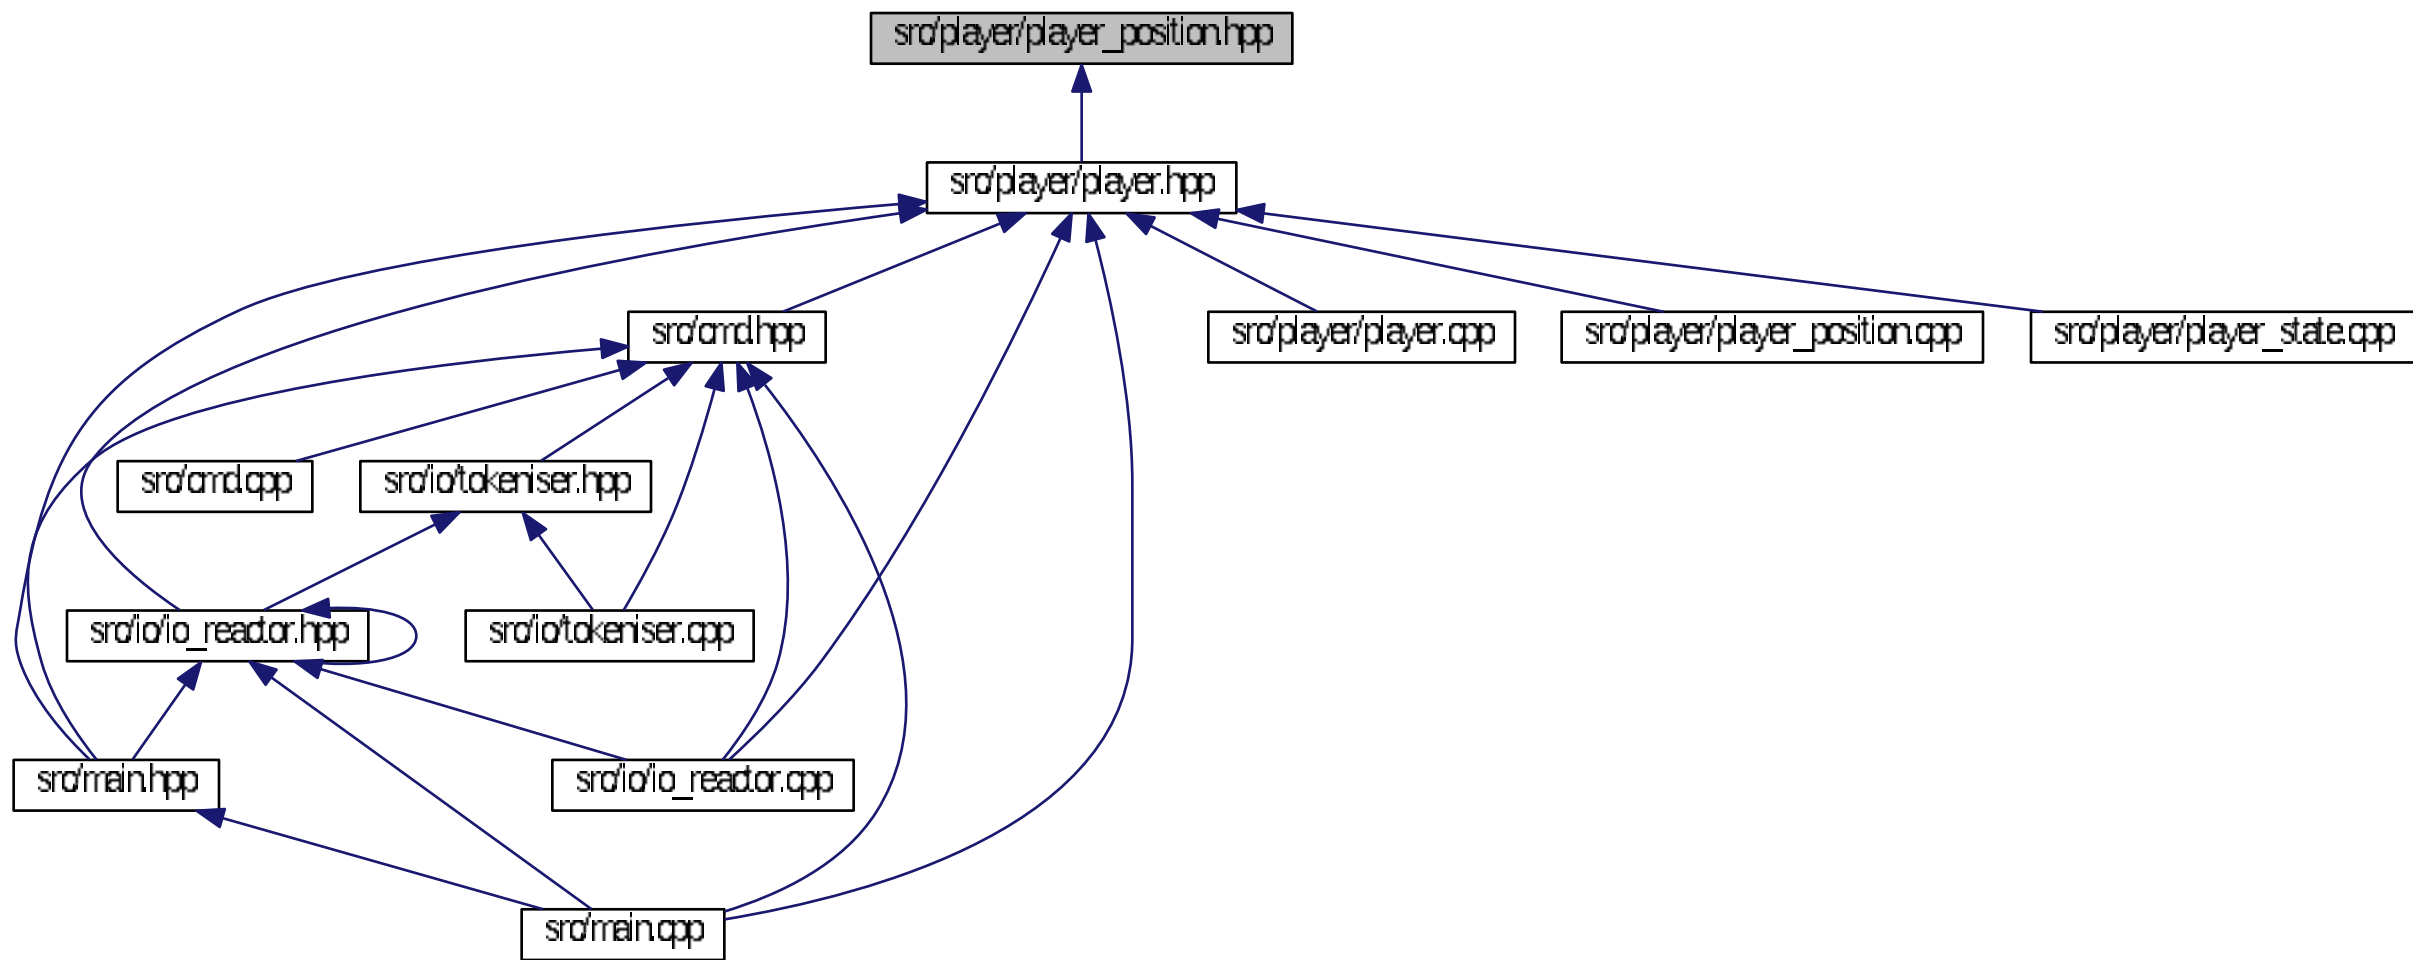 src/player/player_position.hpp
src/player/player.hpp
src/cmd.hpp
src/player/player.cpp
src/player/player_position.cpp
src/player/player_state.cpp
src/cmd.cpp
src/io/tokeniser.hpp
src/io/io_reactor.hpp
src/io/tokeniser.cpp
src/main.hpp
src/io/io_reactor.cpp
src/main.cpp